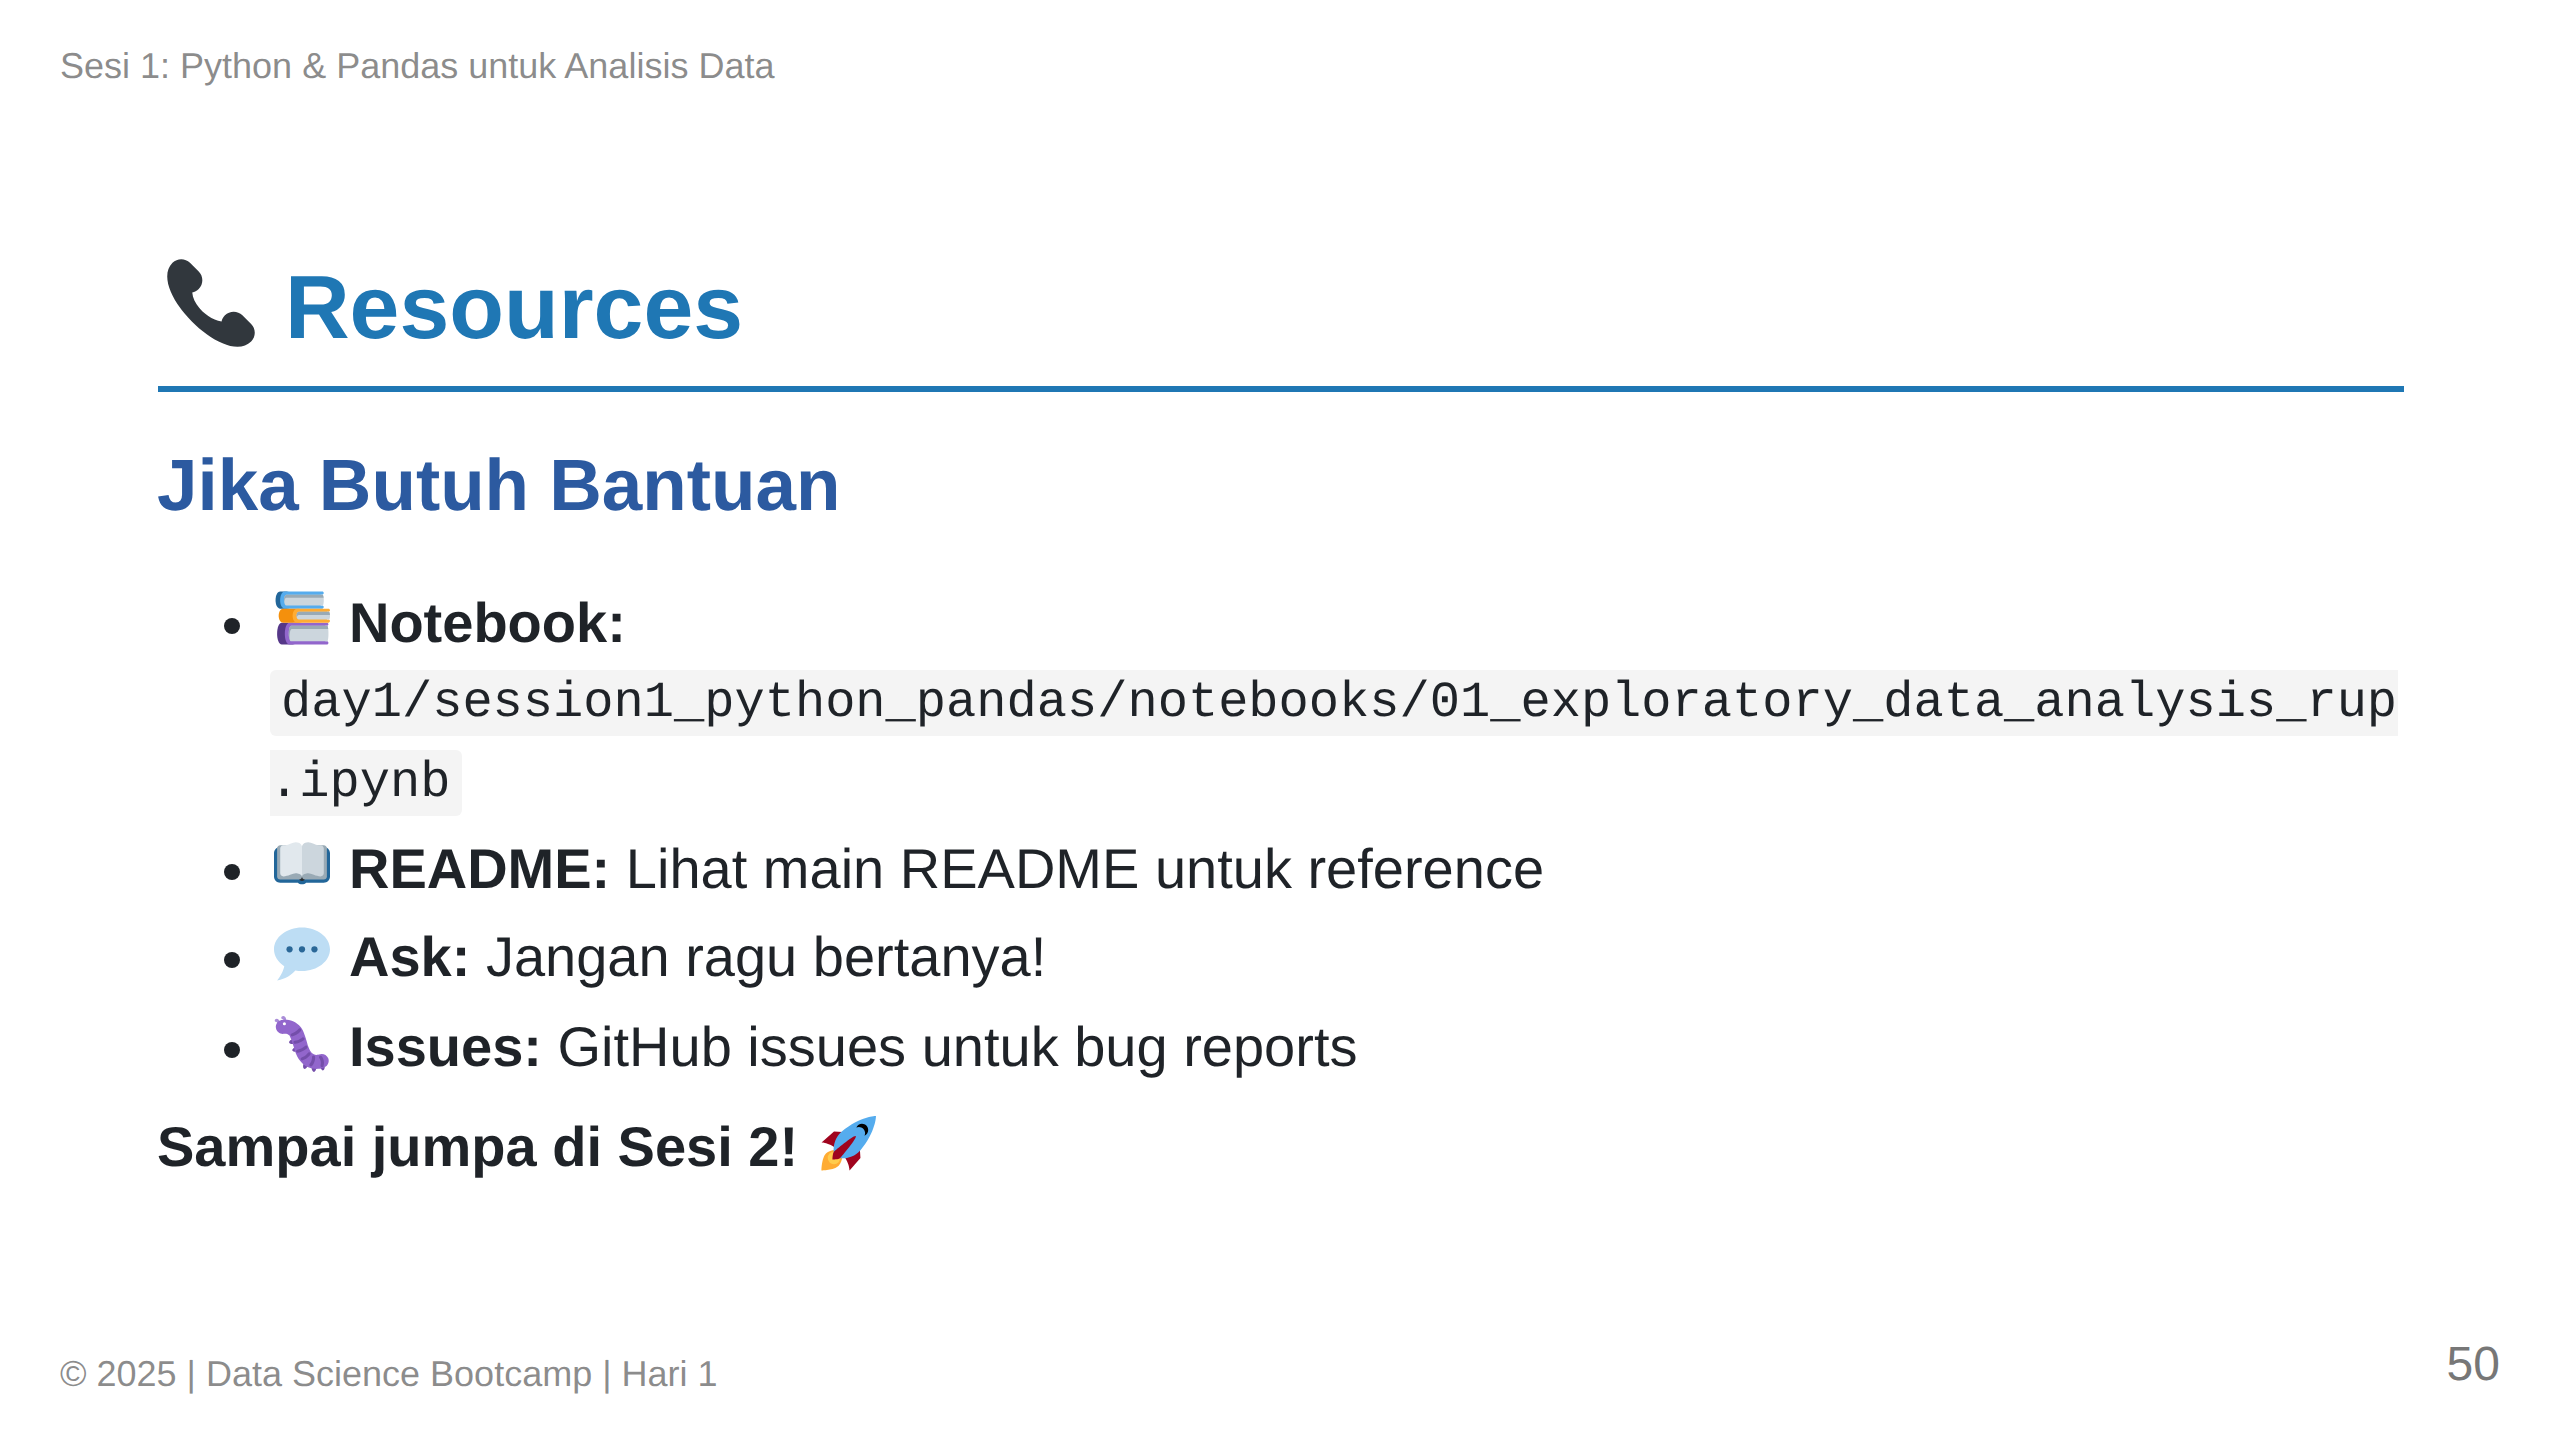 Sesi 1: Python & Pandas untuk Analisis Data
📞 Resources
Jika Butuh Bantuan
• 📚 Notebook:
day1/session1_python_pandas/notebooks/01_exploratory_data_analysis_rup
.ipynb
• 📖 README: Lihat main README untuk reference
• 💬 Ask: Jangan ragu bertanya!
• 🐛 Issues: GitHub issues untuk bug reports
Sampai jumpa di Sesi 2! 🚀
© 2025 | Data Science Bootcamp | Hari 1
50